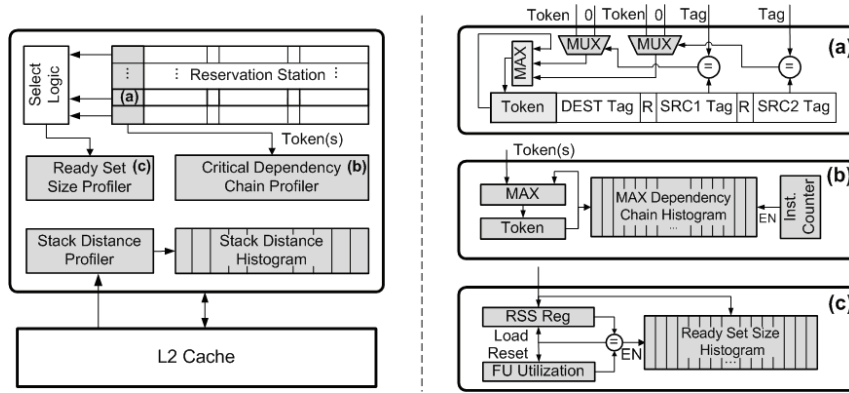 Select
Logic
⋮ ⋮ Reservation Station ⋮
(a)
Token(s)
Ready Set (c)
Size Profiler
Critical Dependency (b)
Chain Profiler
Stack Distance
Profiler
Stack Distance
Histogram
L2 Cache
Token 0 Token 0 Tag Tag
MUX MUX (a)
MAX
= =
Token DEST Tag R SRC1 Tag R SRC2 Tag
Token(s)
(b)
MAX
Token
MAX Dependency
Chain Histogram
...
EN
Inst.
Counter
(c)
RSS Reg
Load
Reset
=
EN
FU Utilization
Ready Set Size
Histogram
...